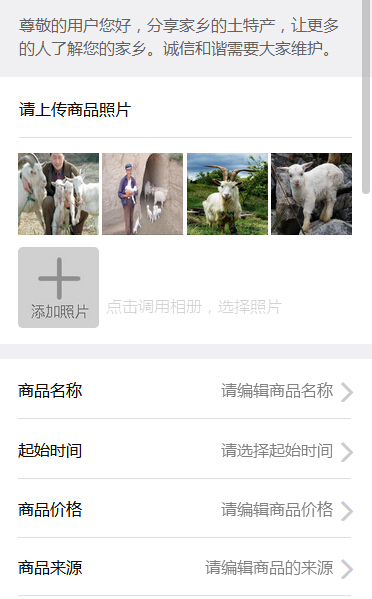 尊敬的用户您好，分享家乡的土特产，让更多
的人了解您的家乡。诚信和谐需要大家维护。
请上传商品照片
添加照片
点击调用相册，选择照片
商品名称 请编辑商品名称
起始时间 请选择起始时间
商品价格 请编辑商品价格
商品来源 请编辑商品的来源